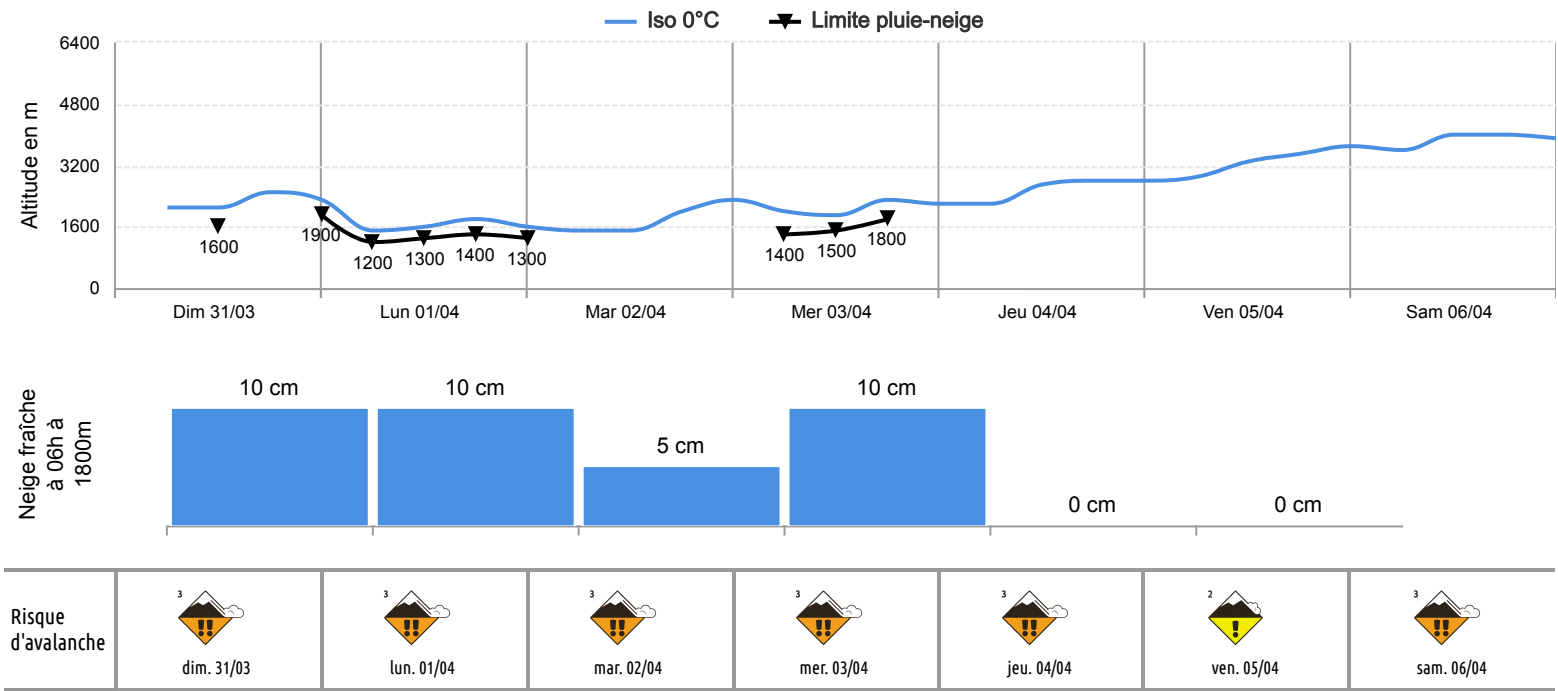 Iso 0°C
Limite pluie-neige
Altitude en m
6400
4800
3200
1600
0
1600
1900
1200
1300
1400
1300
1400
1500
1800
Dim 31/03
Lun 01/04
Mar 02/04
Mer 03/04
Jeu 04/04
Ven 05/04
Sam 06/04
Neige fraîche
à 06h à
1800m
10 cm
10 cm
5 cm
10 cm
0 cm
0 cm
Risque
d'avalanche
3
!!
dim. 31/03
3
!!
lun. 01/04
3
!!
mar. 02/04
3
!!
mer. 03/04
3
!!
jeu. 04/04
2
!
ven. 05/04
3
!!
sam. 06/04